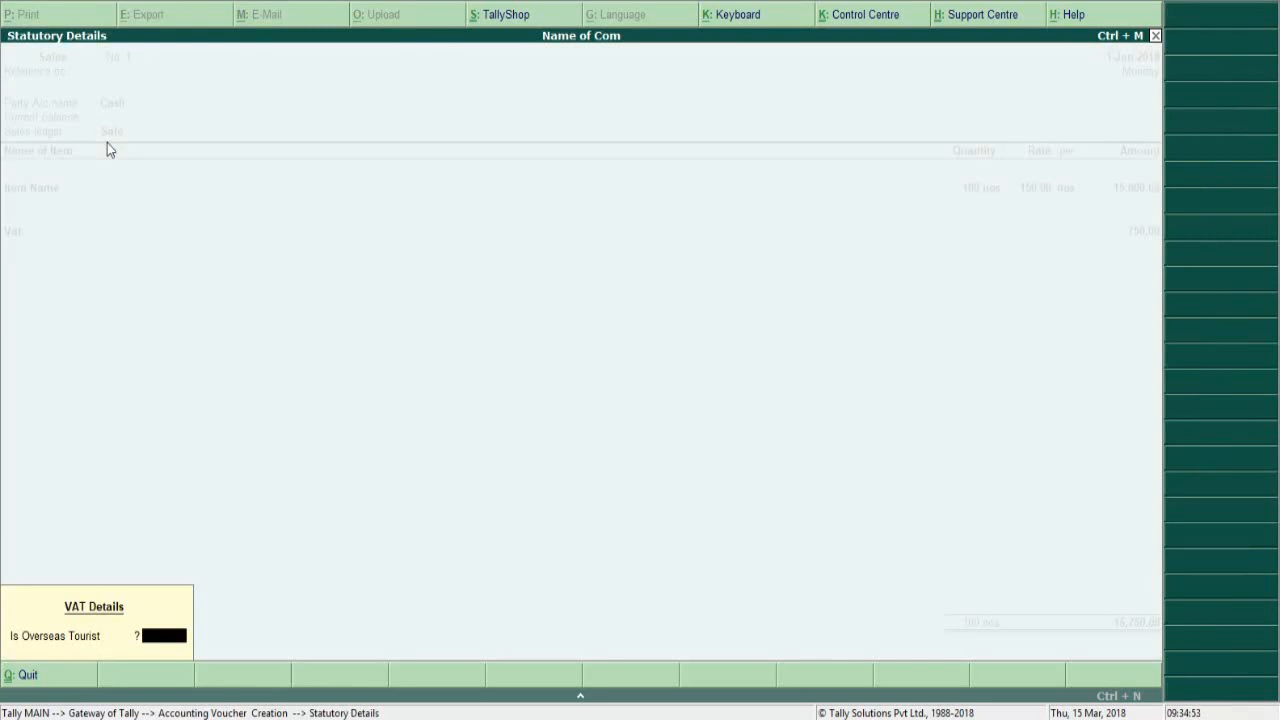 P: Print E: Export M: E-Mail O: Upload S: TallyShop G: Language K: Keyboard K: Control Centre H: Support Centre H: Help
Statutory Details Name of Com Ctrl + M
Sales No. 1 1-Jun-2018
Reference no. Monday
Party A/c name Cash
Current balance
Sales ledger Sale
Name of Item Quantity Rate per Amount
Item Name 100 nos 150.00 nos 15,000.00
Vat 750.00
VAT Details
Is Overseas Tourist ?
100 nos 15,750.00
Q: Quit
Ctrl + N
Tally MAIN --> Gateway of Tally --> Accounting Voucher Creation --> Statutory Details © Tally Solutions Pvt Ltd., 1988-2018 Thu, 15 Mar, 2018 09:34:53